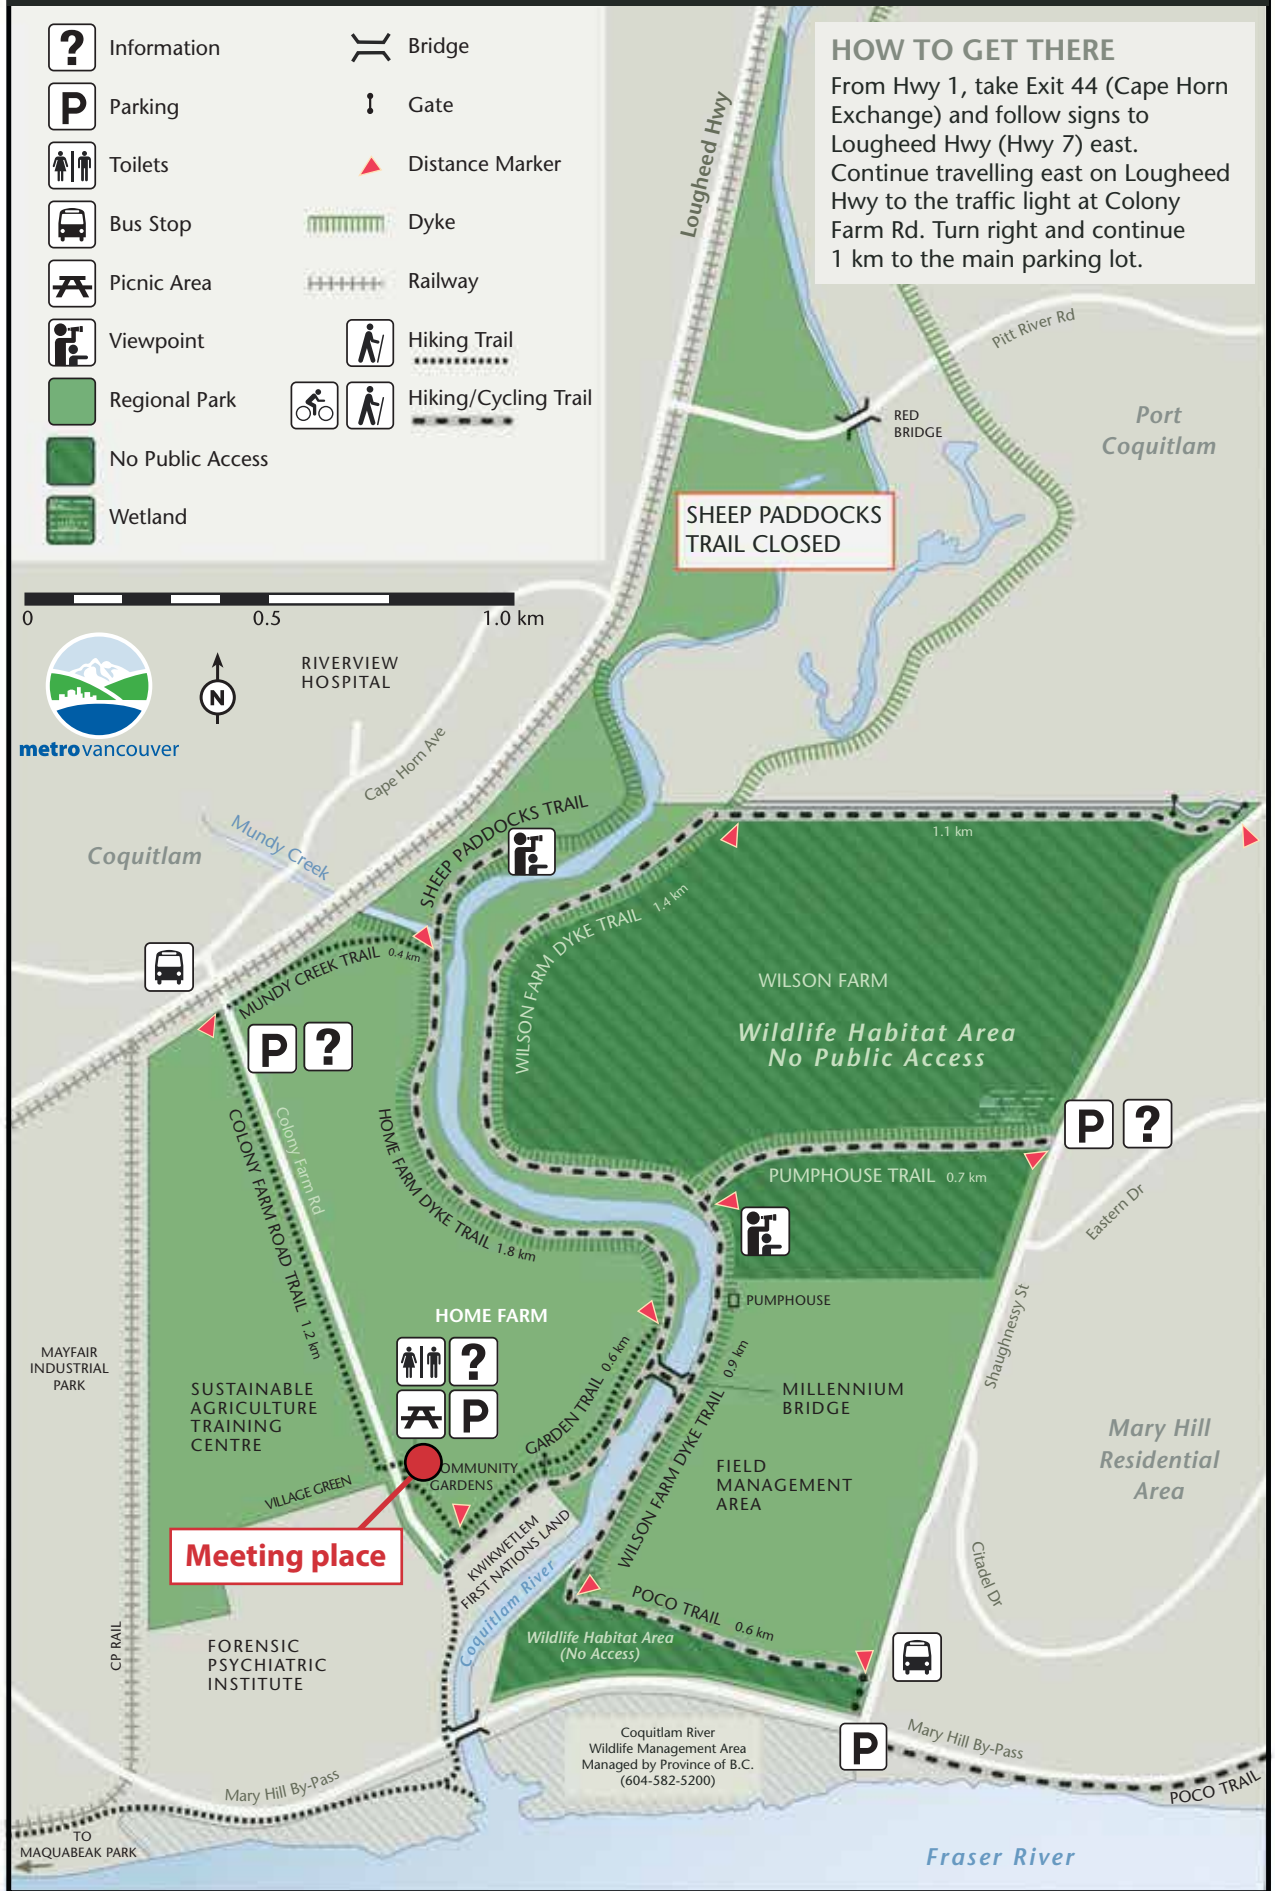 Information
Parking
Toilets
Bus Stop
Picnic Area
Viewpoint
Regional Park
No Public Access
Wetland
Bridge
Gate
Distance Marker
Dyke
Railway
Hiking Trail
Hiking/Cycling Trail
HOW TO GET THERE
From Hwy 1, take Exit 44 (Cape Horn
Exchange) and follow signs to
Lougheed Hwy (Hwy 7) east.
Continue travelling east on Lougheed
Hwy to the traffic light at Colony
Farm Rd. Turn right and continue
1 km to the main parking lot.
Lougheed Hwy
Pitt River Rd
RED
BRIDGE
Port
Coquitlam
SHEEP PADDOCKS
TRAIL CLOSED
0 0.5 1.0 km
N
metrovancouver
RIVERVIEW
HOSPITAL
Cape Horn Ave
Mundy Creek
Coquitlam
SHEEP PADDOCKS TRAIL
1.1 km
WILSON FARM DYKE TRAIL 1.4 km
MUNDY CREEK TRAIL 0.4 km
WILSON FARM
Wildlife Habitat Area
No Public Access
P ?
P ?
COLONY FARM ROAD TRAIL 1.2 km
Colony Farm Rd
HOME FARM DYKE TRAIL 1.8 km
PUMPHOUSE TRAIL 0.7 km
Eastern Dr
Shaughnessy St
PUMPHOUSE
HOME FARM
?
P
MAYFAIR
INDUSTRIAL
PARK
SUSTAINABLE
AGRICULTURE
TRAINING
CENTRE
GARDEN TRAIL 0.6 km
WILSON FARM DYKE TRAIL 0.9 km
MILLENNIUM
BRIDGE
Mary Hill
Residential
Area
OMMUNITY
GARDENS
FIELD
MANAGEMENT
AREA
VILLAGE GREEN
Meeting place
KWIKWETLEM
FIRST NATIONS LAND
Coquitlam River
Citadel Dr
POCO TRAIL 0.6 km
Wildlife Habitat Area
(No Access)
CP RAIL
FORENSIC
PSYCHIATRIC
INSTITUTE
Coquitlam River
Wildlife Management Area
Managed by Province of B.C.
(604-582-5200)
P
Mary Hill By-Pass
Mary Hill By-Pass
POCO TRAIL
TO
MAQUABEAK PARK
Fraser River